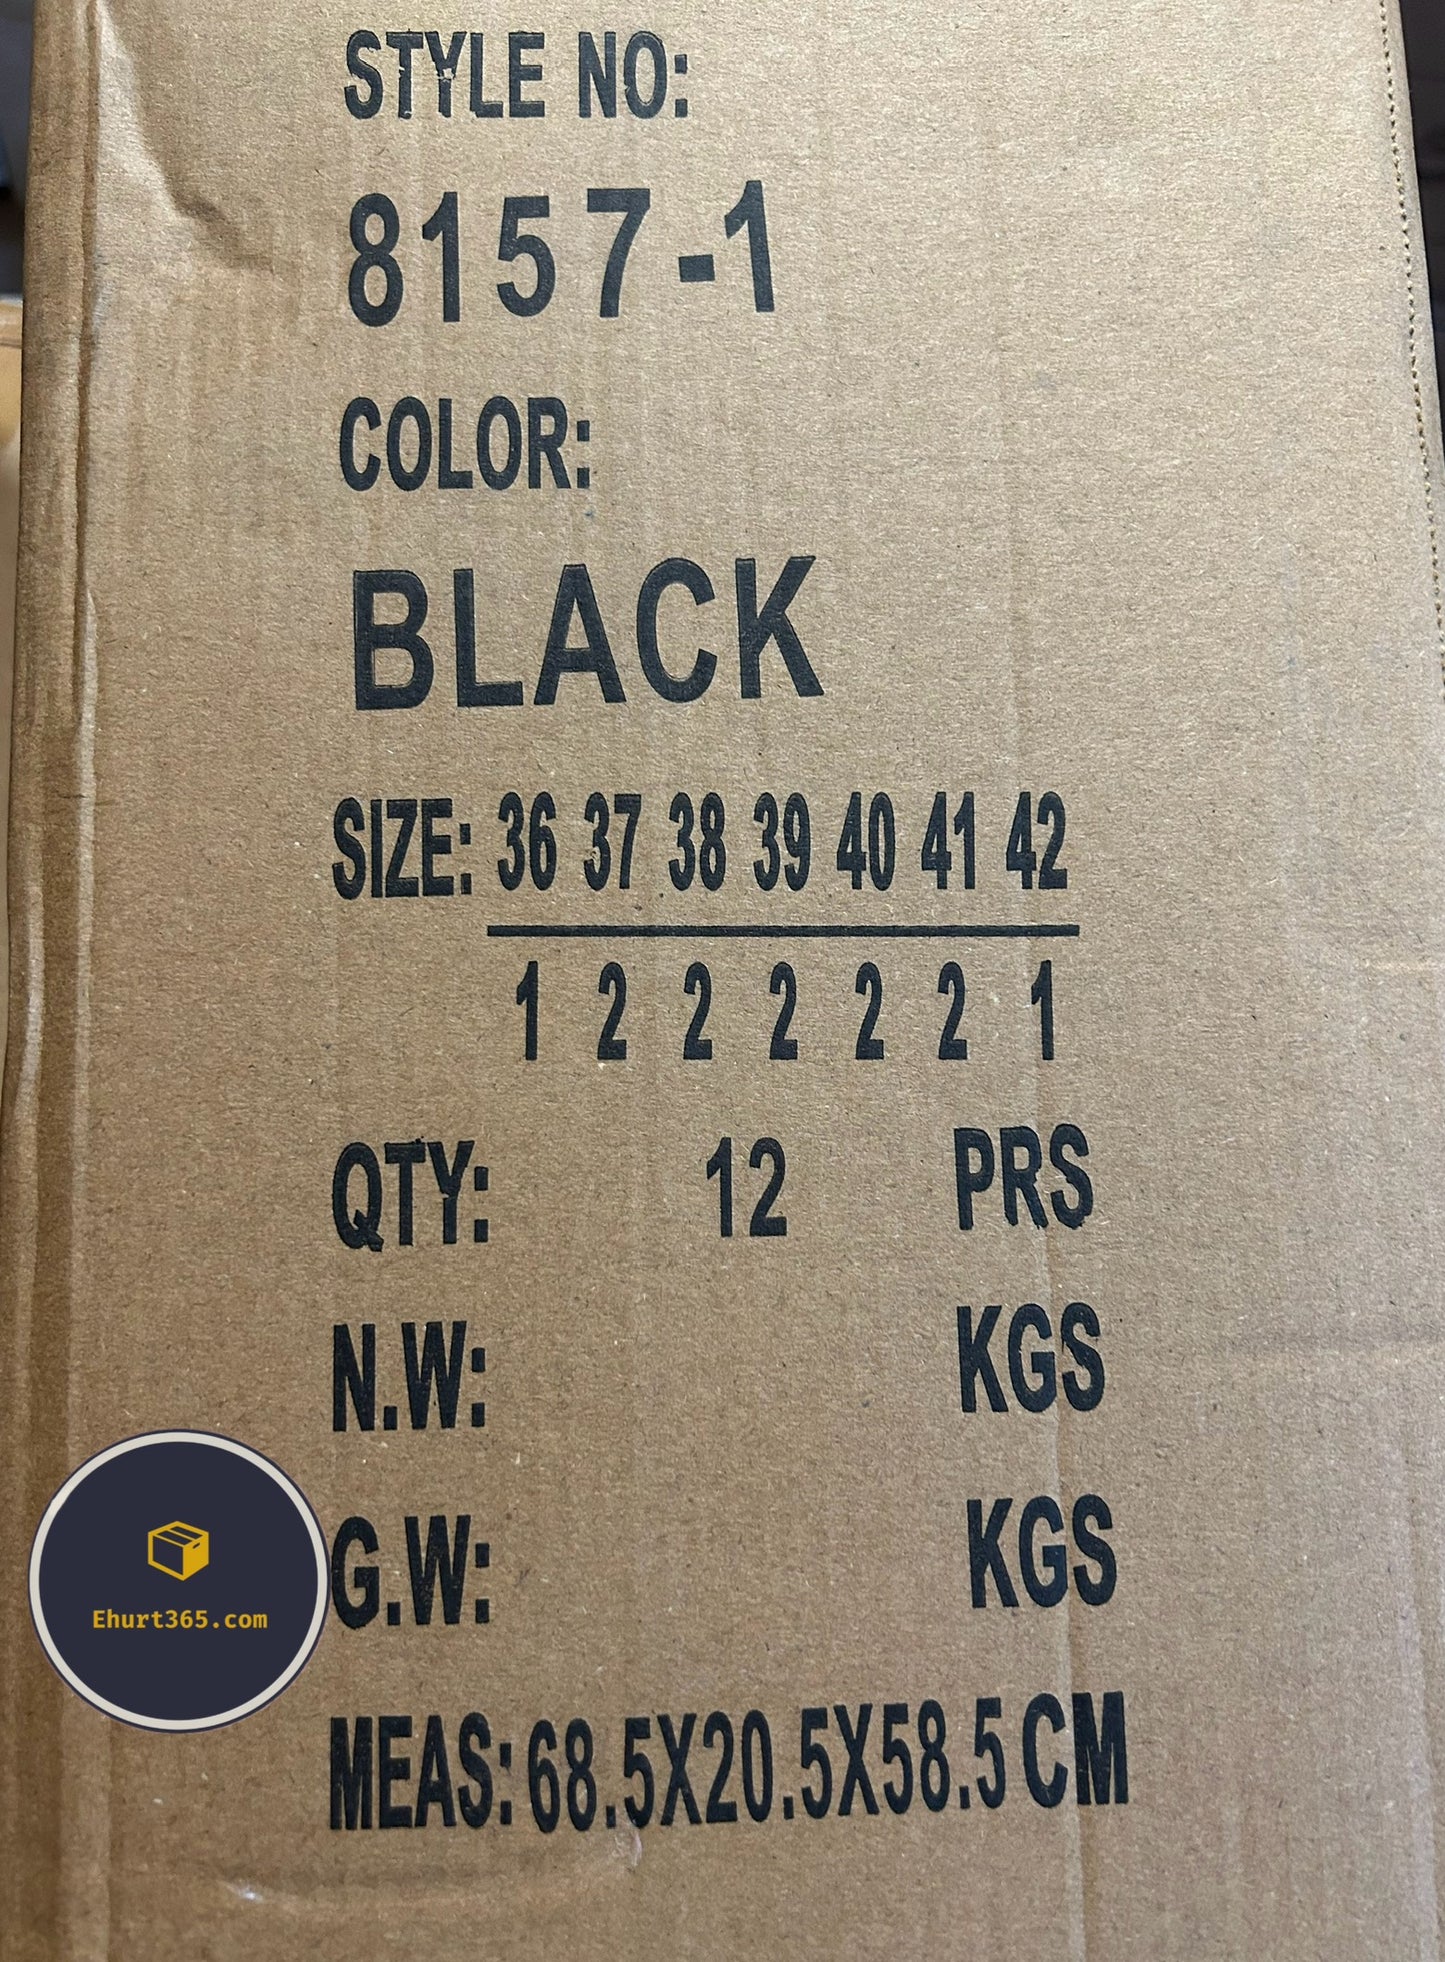 STYLE NO:
8157-1
COLOR:
BLACK
SIZE: 36 37 38 39 40 41 42
1 2 2 2 2 2 1
QTY: 12 PRS
N.W: KGS
G.W: KGS
Ehurt365.com
MEAS: 68.5X20.5X58.5 CM